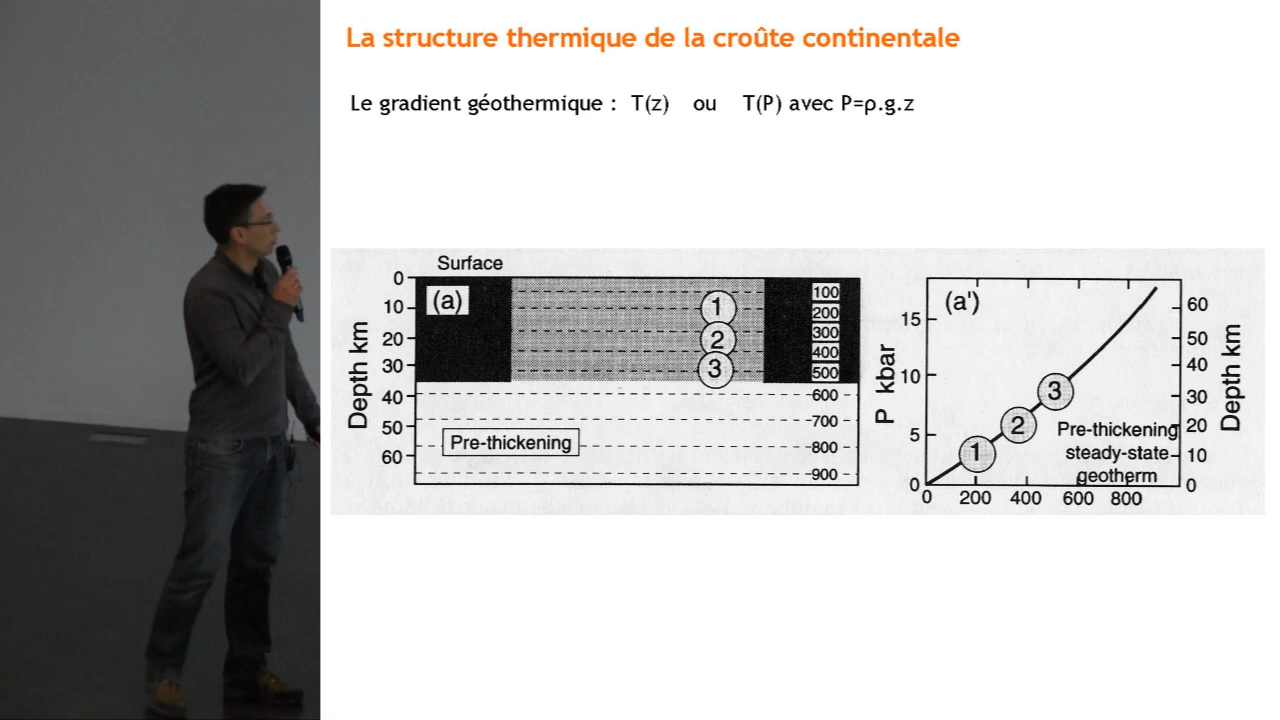 La structure thermique de la croûte continentale
Le gradient géothermique : T(z) ou T(P) avec P=ρ.g.z
Surface
(a)
Depth km
0
10
20
30
40
50
60
1
2
3
100
200
300
400
500
600
700
800
900
Pre-thickening
(a')
P kbar
15
10
5
0
1
2
3
Pre-thickening
steady-state
geotherm
0 200 400 600 800
60
50
40
30
20
10
0
Depth km